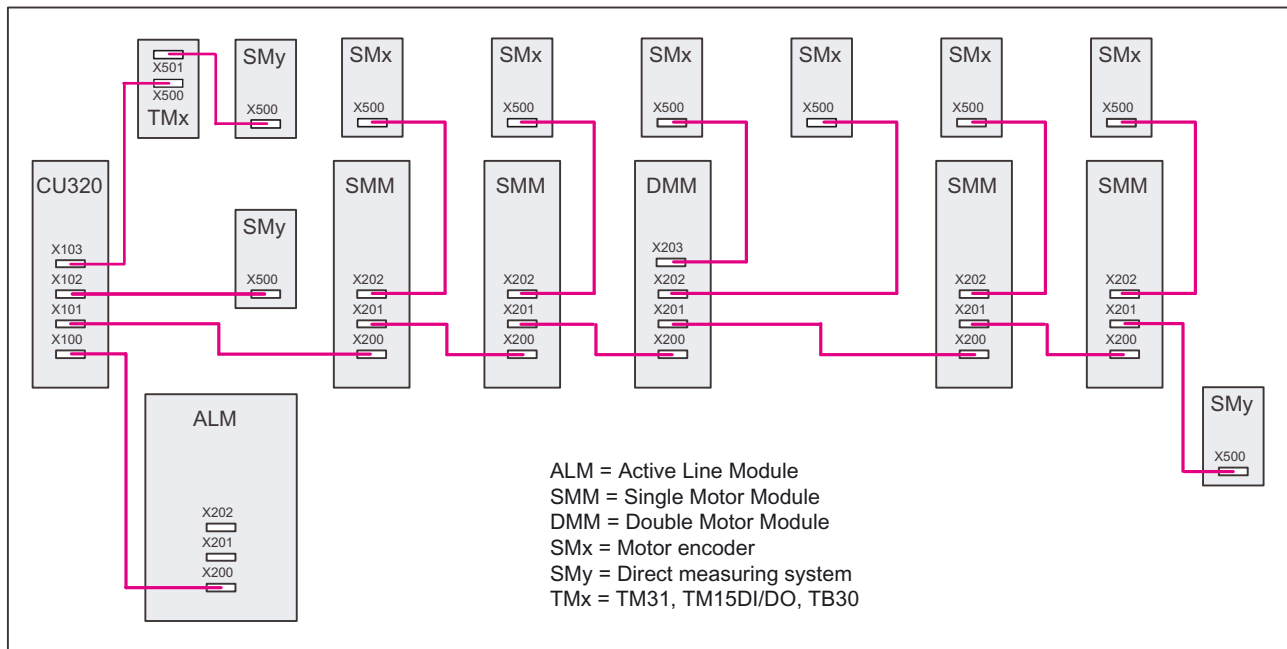 X501
X500
TMx
SMy
X500
SMx
X500
SMx
X500
SMx
X500
SMx
X500
SMx
X500
SMx
X500
CU320
X103
X102
X101
X100
SMy
X500
SMM
X202
X201
X200
SMM
X202
X201
X200
DMM
X203
X202
X201
X200
SMM
X202
X201
X200
SMM
X202
X201
X200
ALM
X202
X201
X200
SMy
X500
ALM = Active Line Module
SMM = Single Motor Module
DMM = Double Motor Module
SMx = Motor encoder
SMy = Direct measuring system
TMx = TM31, TM15DI/DO, TB30